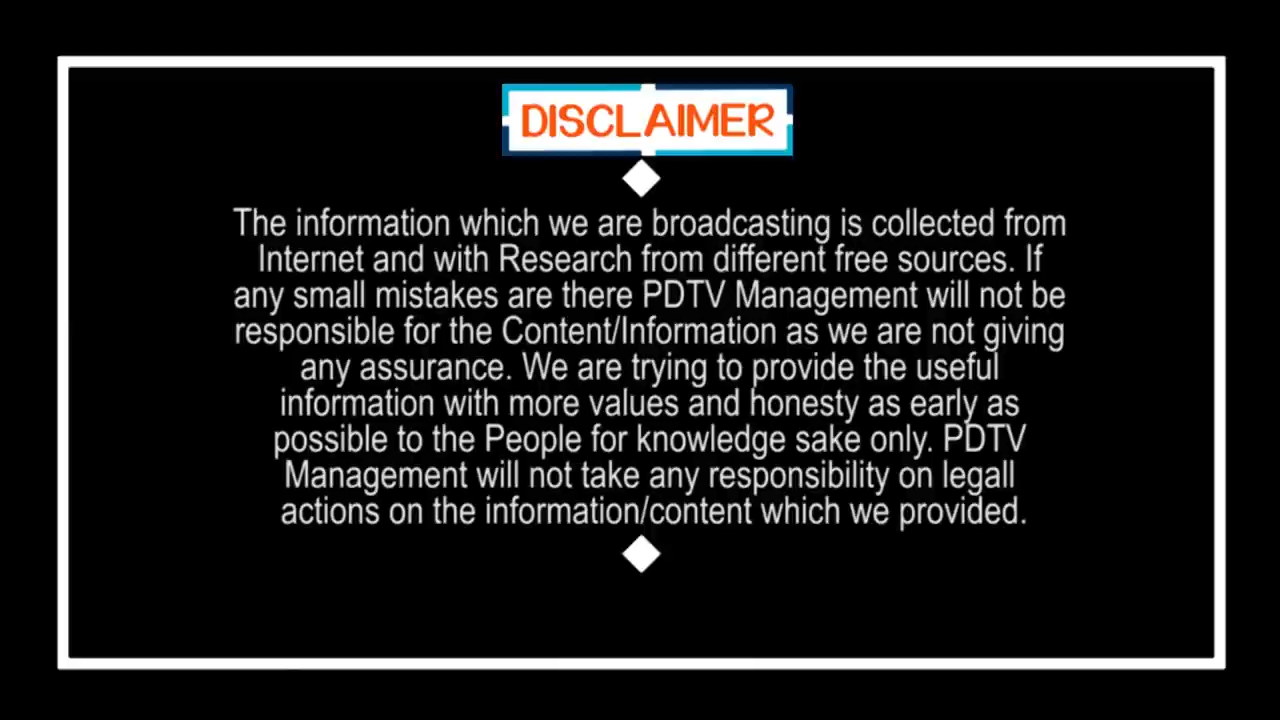 DISCLAIMER
The information which we are broadcasting is collected from
Internet and with Research from different free sources. If
any small mistakes are there PDTV Management will not be
responsible for the Content/Information as we are not giving
any assurance. We are trying to provide the useful
information with more values and honesty as early as
possible to the People for knowledge sake only. PDTV
Management will not take any responsibility on legall
actions on the information/content which we provided.